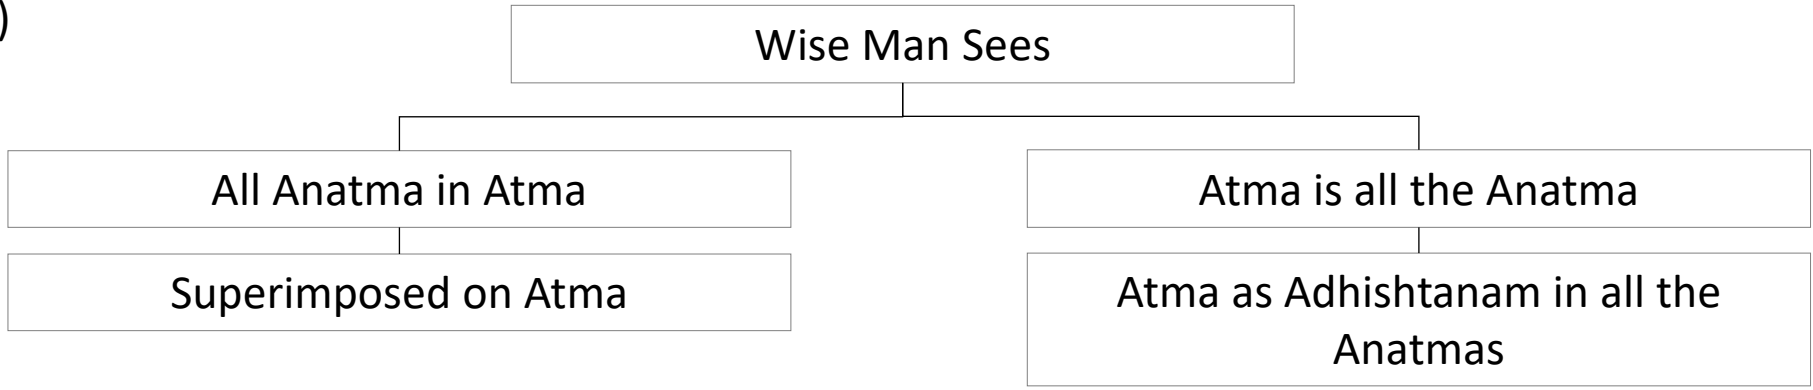 )
Wise Man Sees
All Anatma in Atma
Atma is all the Anatma
Superimposed on Atma
Atma as Adhishtanam in all the
Anatmas